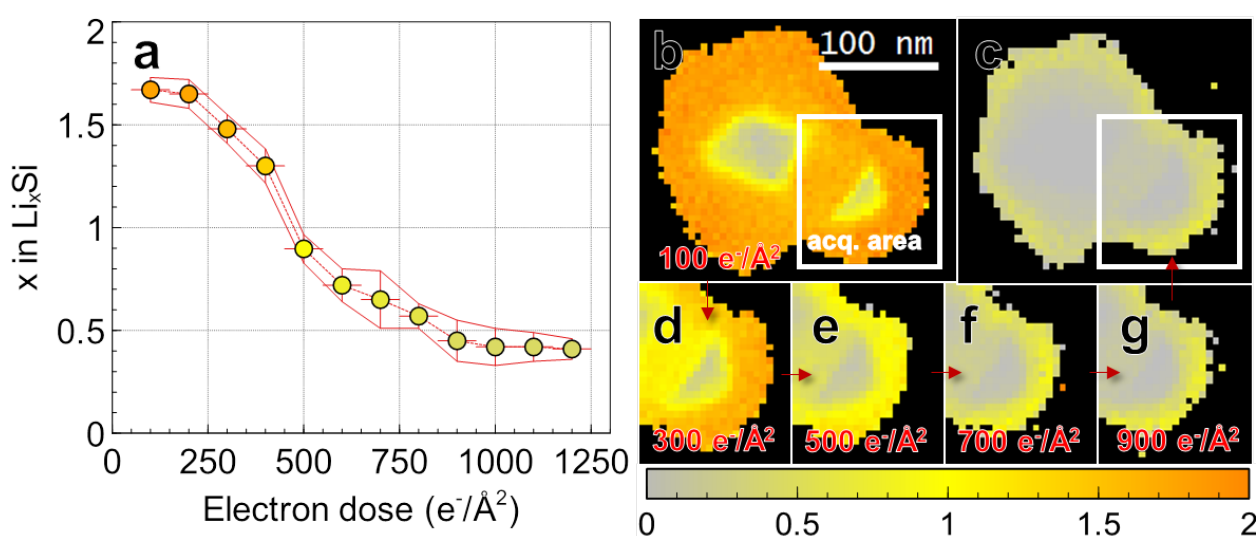 a
2
1.5
1
0.5
0
x in LiₓSi
0 250 500 750 1000 1250
Electron dose (e⁻/Å²)
b
100 nm
acq. area
100 e⁻/Å²
c
d
300 e⁻/Å²
e
500 e⁻/Å²
f
700 e⁻/Å²
g
900 e⁻/Å²
0 0.5 1 1.5 2